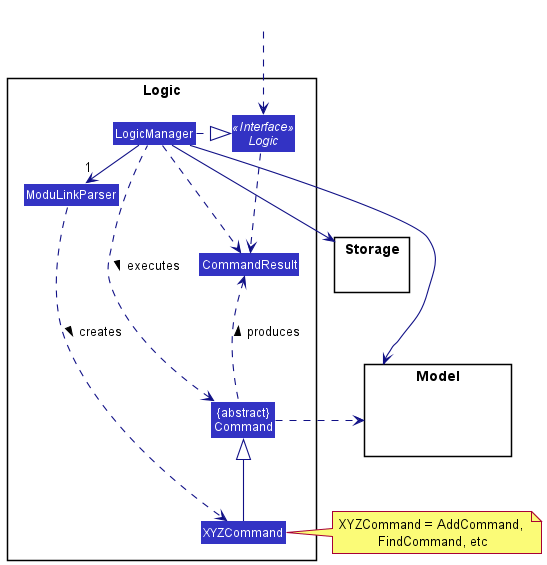 Logic
LogicManager
«Interface»
Logic
1
ModuLinkParser
Storage
CommandResult
executes
creates
produces
Model
{abstract}
Command
XYZCommand
XYZCommand = AddCommand,
FindCommand, etc